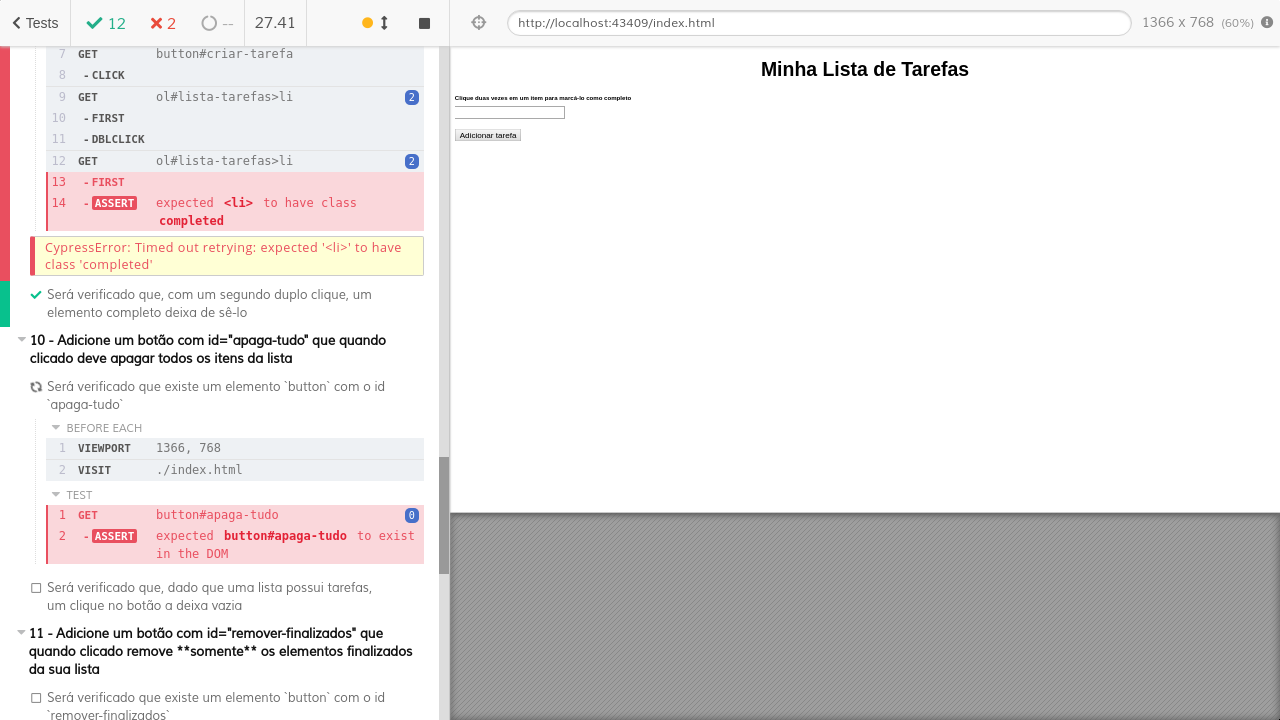 Tests
12
2
--
27.41
http://localhost:43409/index.html
1366 x 768 (60%)
7 GET button#criar-tarefa
8 - CLICK
9 GET ol#lista-tarefas>li 2
10 - FIRST
11 - DBLCLICK
12 GET ol#lista-tarefas>li 2
13 - FIRST
14 - ASSERT expected <li> to have class
completed
CypressError: Timed out retrying: expected '<li>' to have
class 'completed'
Será verificado que, com um segundo duplo clique, um
elemento completo deixa de sê-lo
10 - Adicione um botão com id="apaga-tudo" que quando
clicado deve apagar todos os itens da lista
Será verificado que existe um elemento `button` com o id
`apaga-tudo`
BEFORE EACH
1 VIEWPORT 1366, 768
2 VISIT ./index.html
TEST
1 GET button#apaga-tudo 0
2 - ASSERT expected button#apaga-tudo to exist
in the DOM
Será verificado que, dado que uma lista possui tarefas,
um clique no botão a deixa vazia
11 - Adicione um botão com id="remover-finalizados" que
quando clicado remove **somente** os elementos finalizados
da sua lista
Será verificado que existe um elemento `button` com o id
`remover-finalizados`
Minha Lista de Tarefas
Clique duas vezes em um item para marcá-lo como completo
Adicionar tarefa